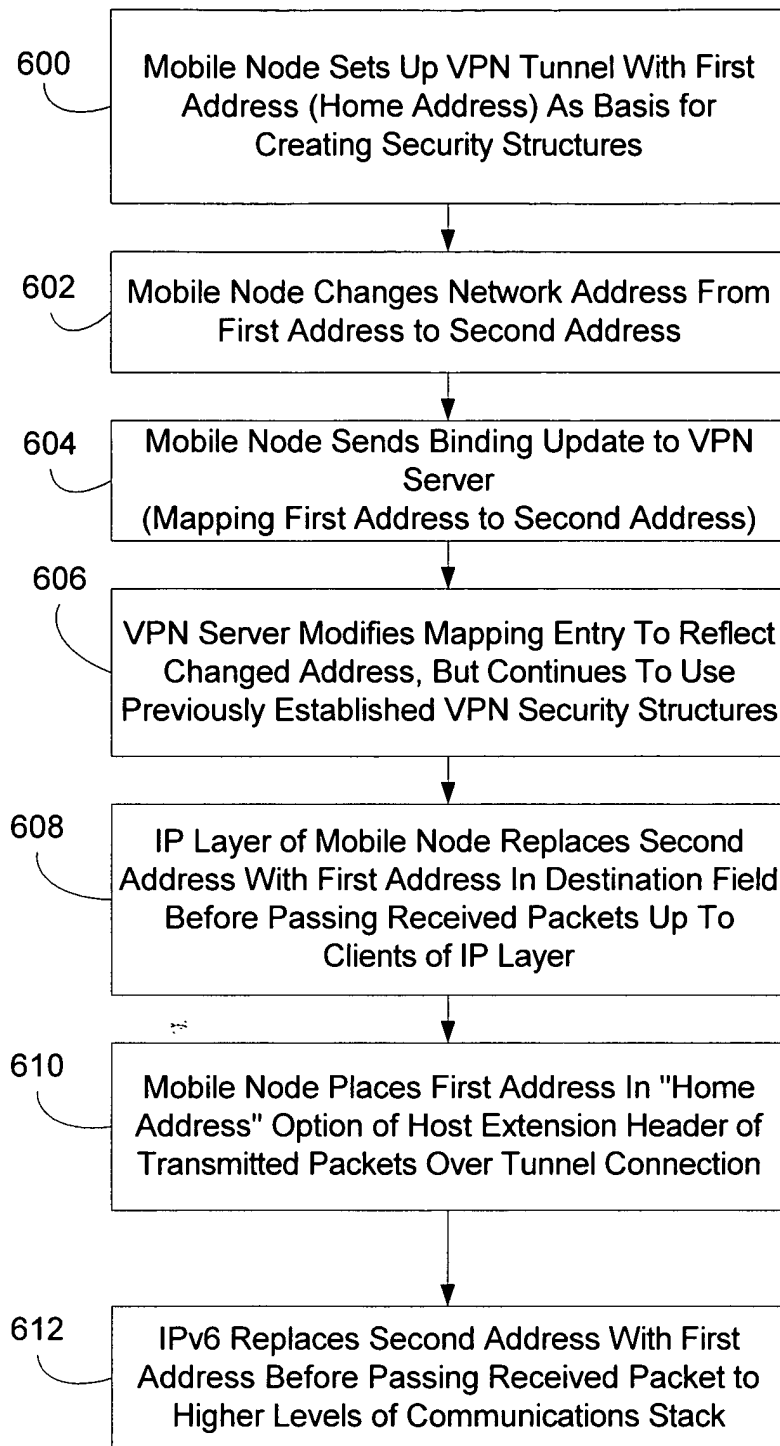 600
Mobile Node Sets Up VPN Tunnel With First
Address (Home Address) As Basis for
Creating Security Structures
602
Mobile Node Changes Network Address From
First Address to Second Address
604
Mobile Node Sends Binding Update to VPN
Server
(Mapping First Address to Second Address)
606
VPN Server Modifies Mapping Entry To Reflect
Changed Address, But Continues To Use
Previously Established VPN Security Structures
608
IP Layer of Mobile Node Replaces Second
Address With First Address In Destination Field
Before Passing Received Packets Up To
Clients of IP Layer
610
Mobile Node Places First Address In "Home
Address" Option of Host Extension Header of
Transmitted Packets Over Tunnel Connection
612
IPv6 Replaces Second Address With First
Address Before Passing Received Packet to
Higher Levels of Communications Stack